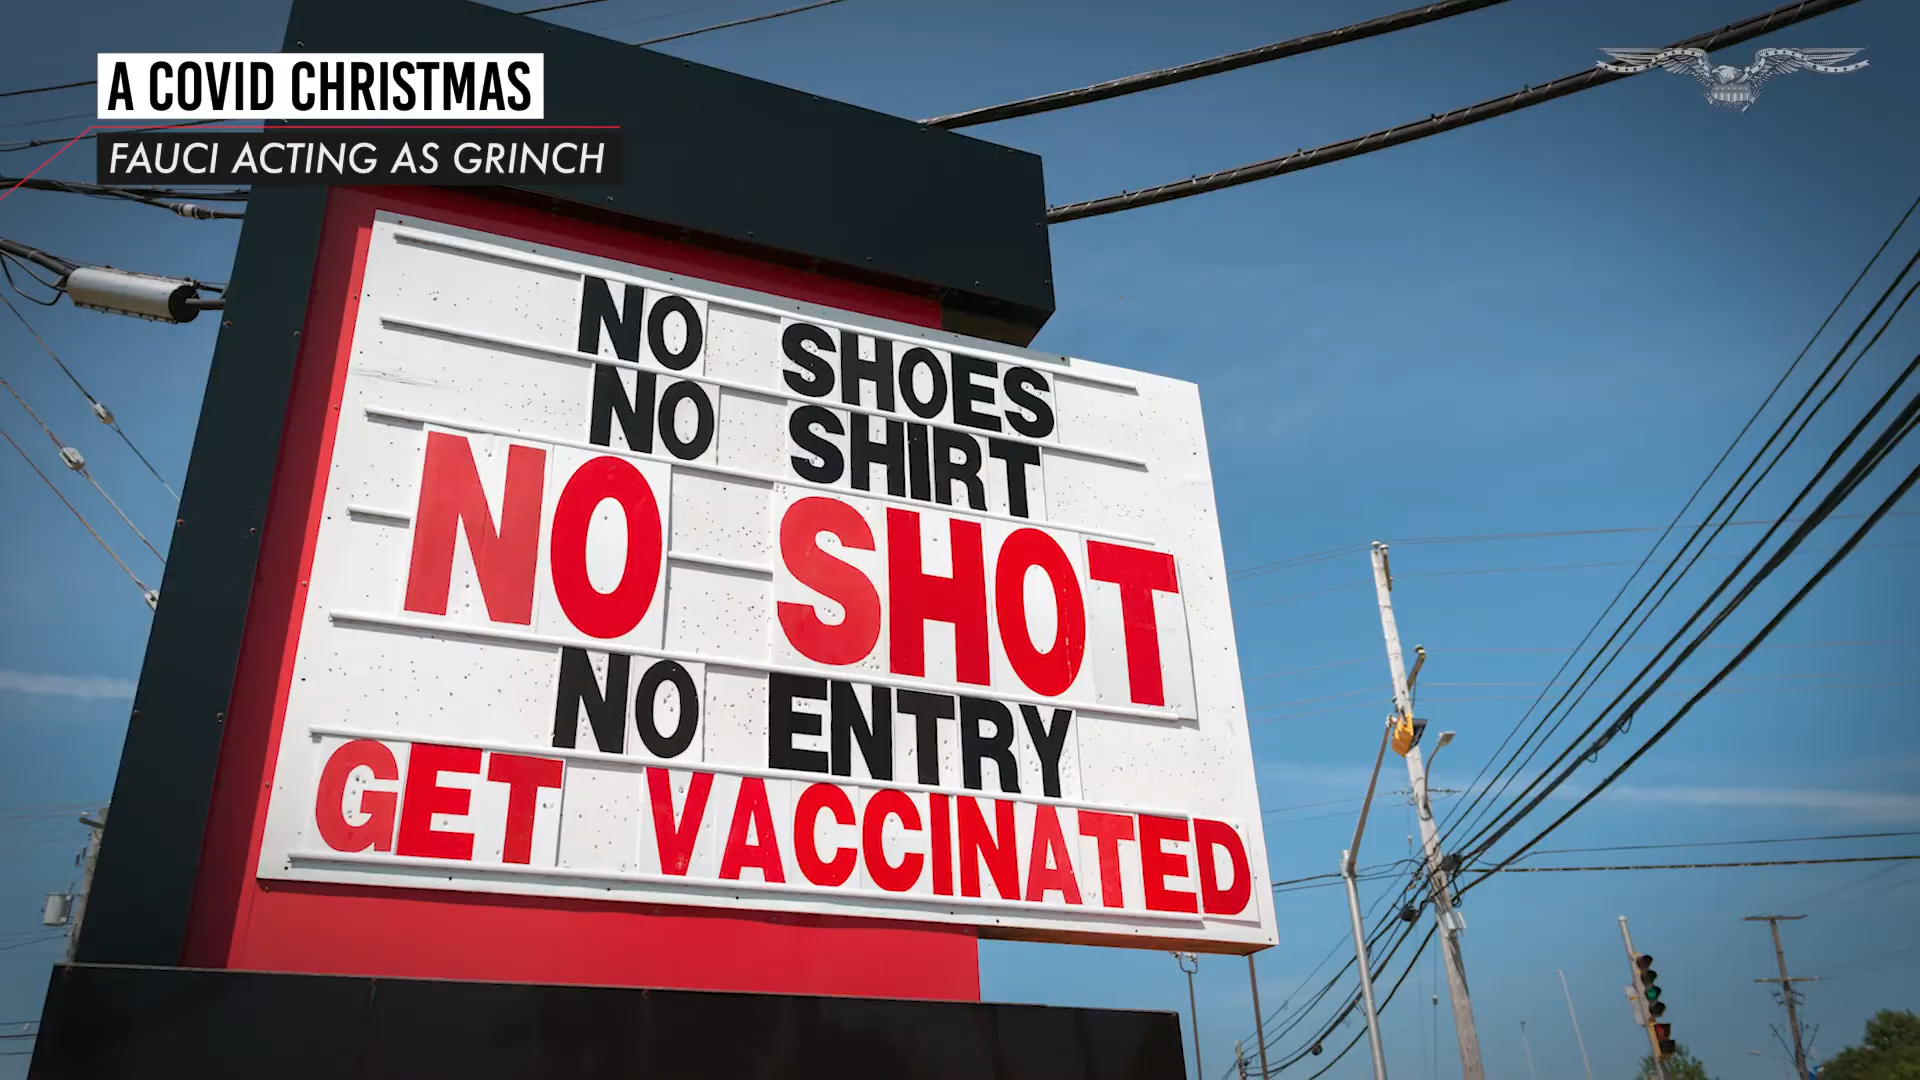 A COVID CHRISTMAS
FAUCI ACTING AS GRINCH
NO SHOES
NO SHIRT
NO SHOT
NO ENTRY
GET VACCINATED